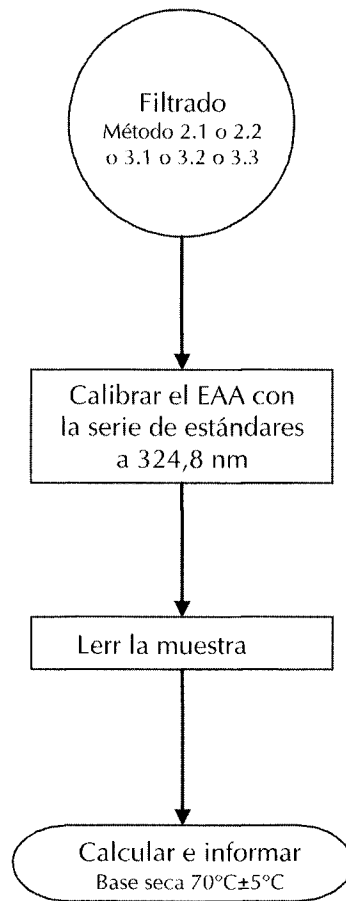 Filtrado
Método 2.1 o 2.2
o 3.1 o 3.2 o 3.3
Calibrar el EAA con
la serie de estándares
a 324,8 nm
Lerr la muestra
Calcular e informar
Base seca 70°C±5°C